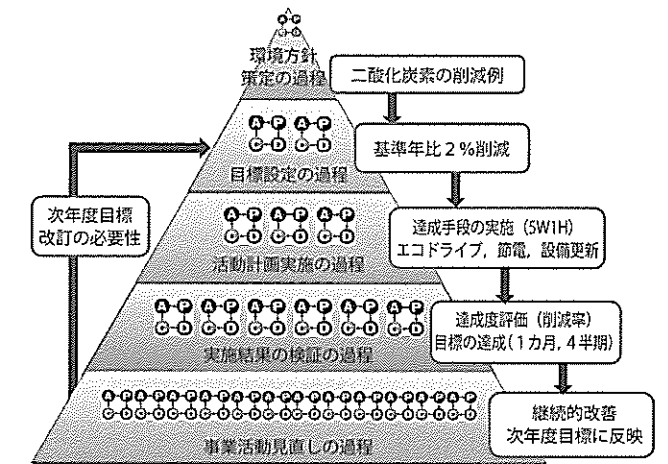 A P
C D
環境方針
策定の過程
二酸化炭素の削減例
A P A P
C D C D
目標設定の過程
基準年比2%削減
次年度目標
改訂の必要性
A P A P A P
C D C D C D
活動計画実施の過程
達成手段の実施（5W1H）
エコドライブ，節電，設備更新
A P A P A P A P A P A P
C D C D C D C D C D C D
実施結果の検証の過程
達成度評価（削減率）
目標の達成（1カ月，4半期）
A P A P A P A P A P A P A P A P A P A P A P A P
C D C D C D C D C D C D C D C D C D C D C D C D
事業活動見直しの過程
継続的改善
次年度目標に反映